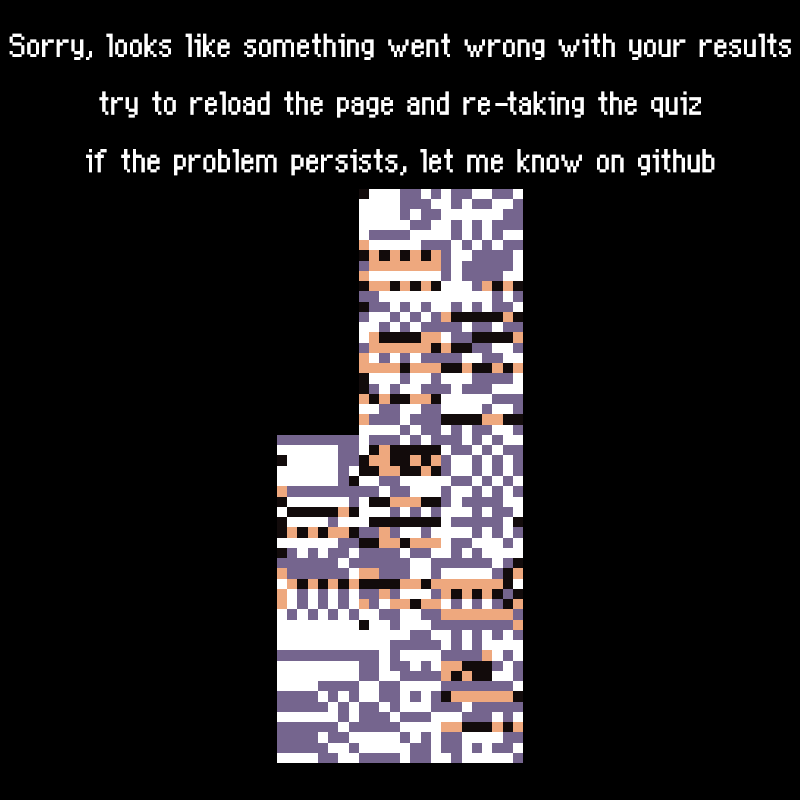 Sorry, looks like something went wrong with your results
try to reload the page and re-taking the quiz
if the problem persists, let me know on github